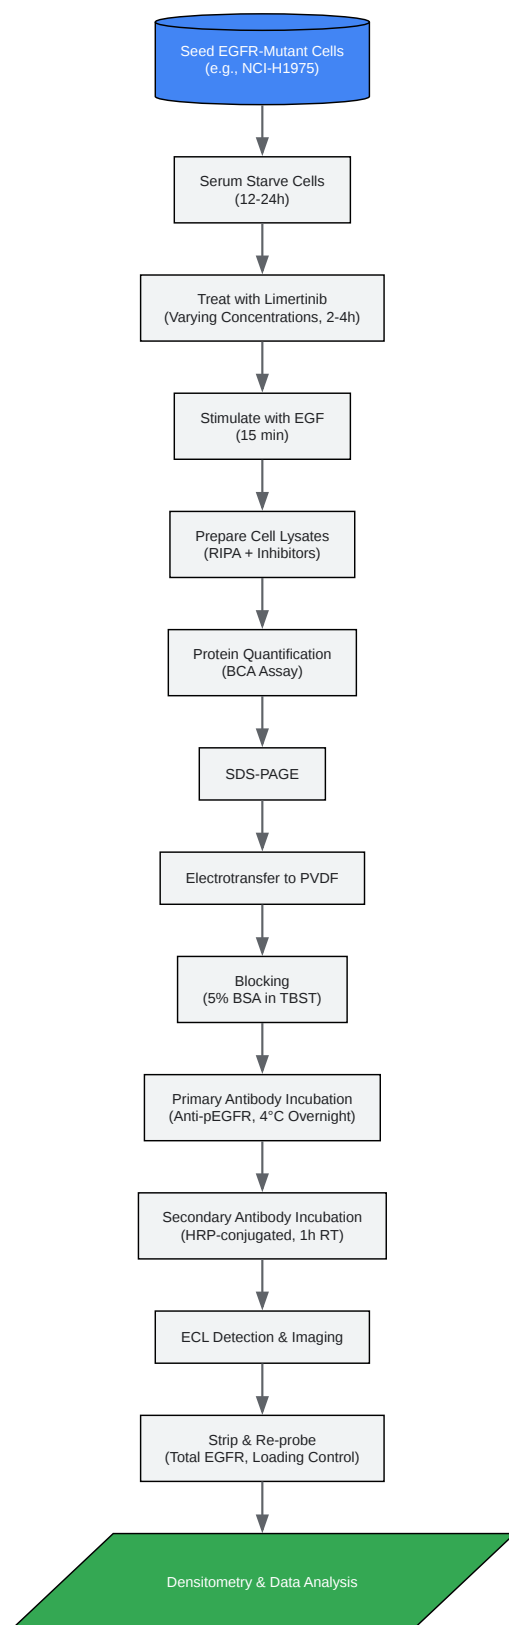 Seed EGFR-Mutant Cells
(e.g., NCI-H1975)
Serum Starve Cells
(12-24h)
Treat with Limertinib
(Varying Concentrations, 2-4h)
Stimulate with EGF
(15 min)
Prepare Cell Lysates
(RIPA + Inhibitors)
Protein Quantification
(BCA Assay)
SDS-PAGE
Electrotransfer to PVDF
Blocking
(5% BSA in TBST)
Primary Antibody Incubation
(Anti-pEGFR, 4°C Overnight)
Secondary Antibody Incubation
(HRP-conjugated, 1h RT)
ECL Detection & Imaging
Strip & Re-probe
(Total EGFR, Loading Control)
Densitometry & Data Analysis